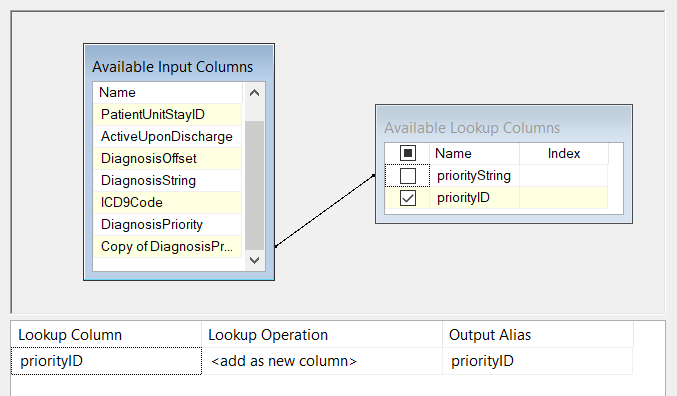 Available Input Columns
Name
PatientUnitStayID
ActiveUponDischarge
DiagnosisOffset
DiagnosisString
ICD9Code
DiagnosisPriority
Copy of DiagnosisPr...
Available Lookup Columns
Name Index
priorityString
priorityID
Lookup Column Lookup Operation Output Alias
priorityID <add as new column> priorityID